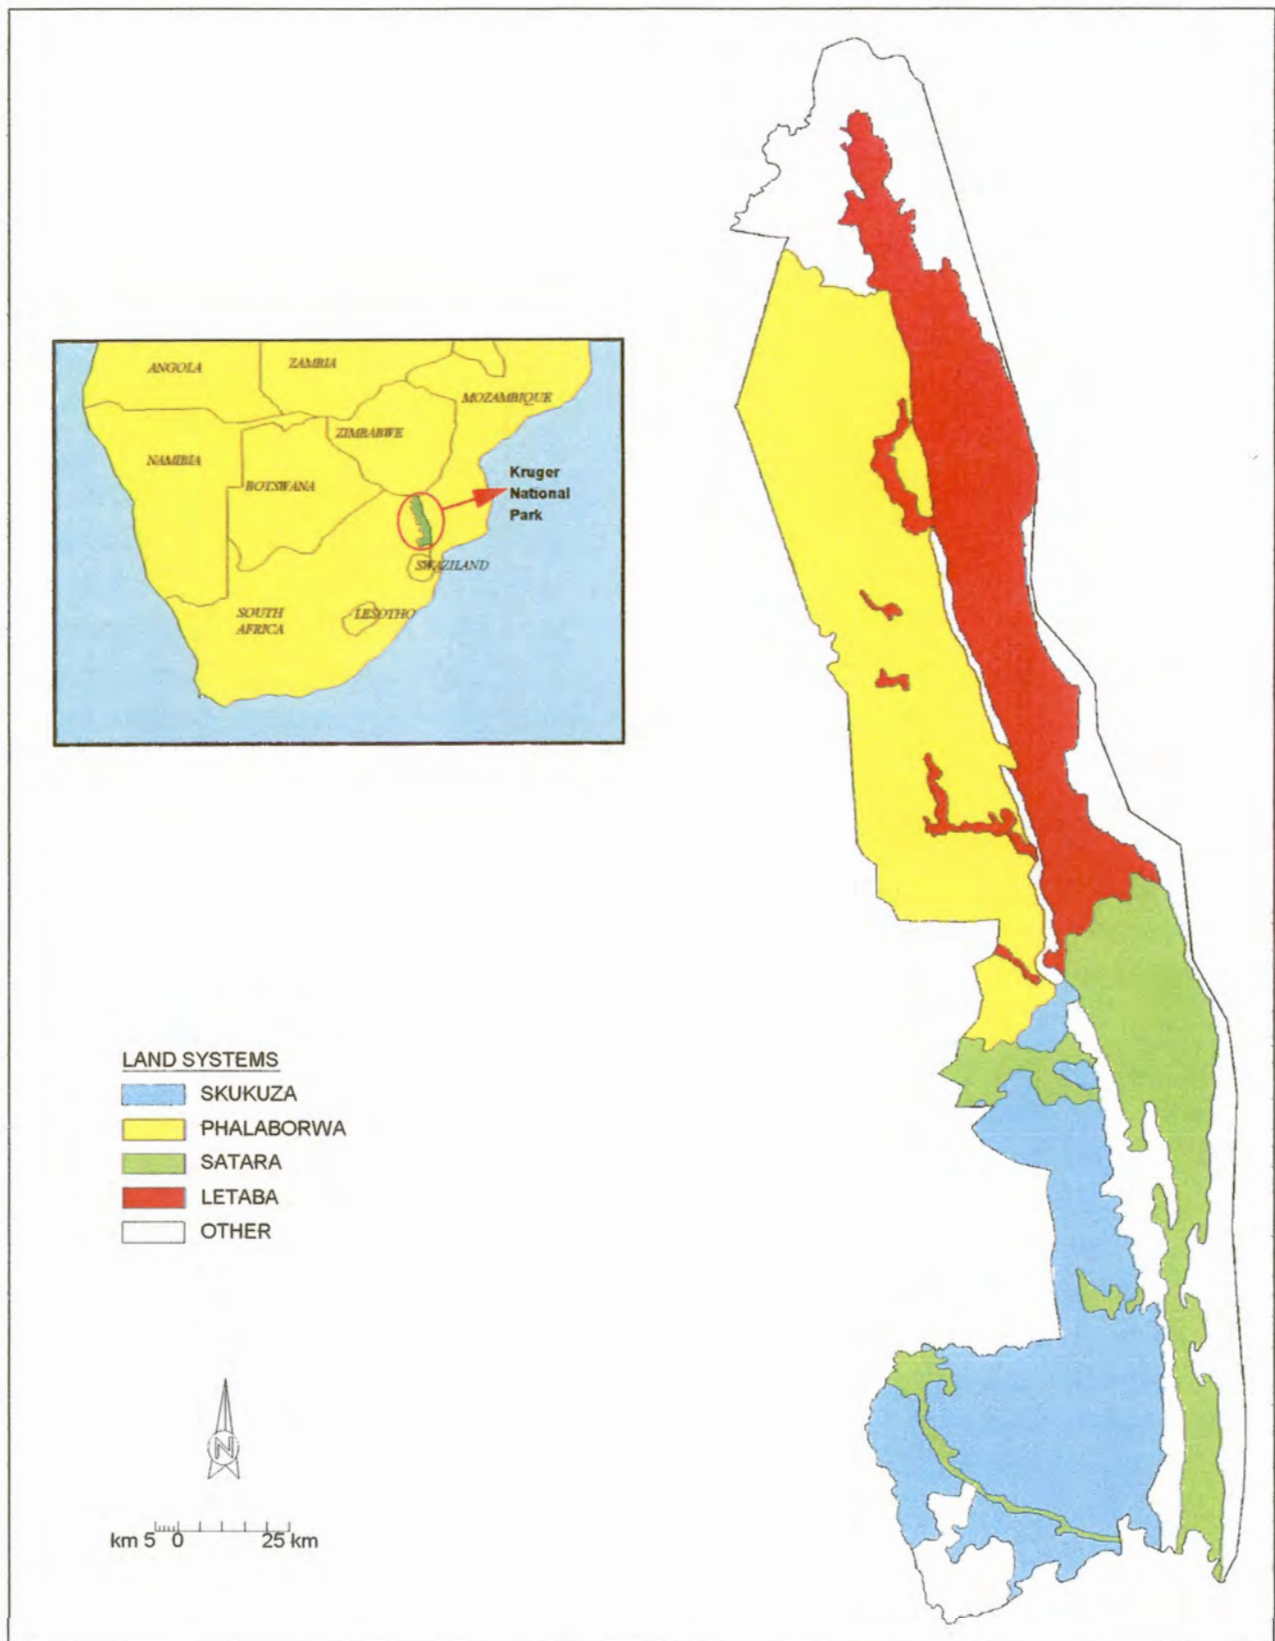 ANGOLA
ZAMBIA
MOZAMBIQUE
ZIMBABWE
NAMIBIA
BOTSWANA
Kruger
National
Park
SWAZILAND
SOUTH
AFRICA
LESOTHO
LAND SYSTEMS
SKUKUZA
PHALABORWA
SATARA
LETABA
OTHER
N
km 5 0 25 km